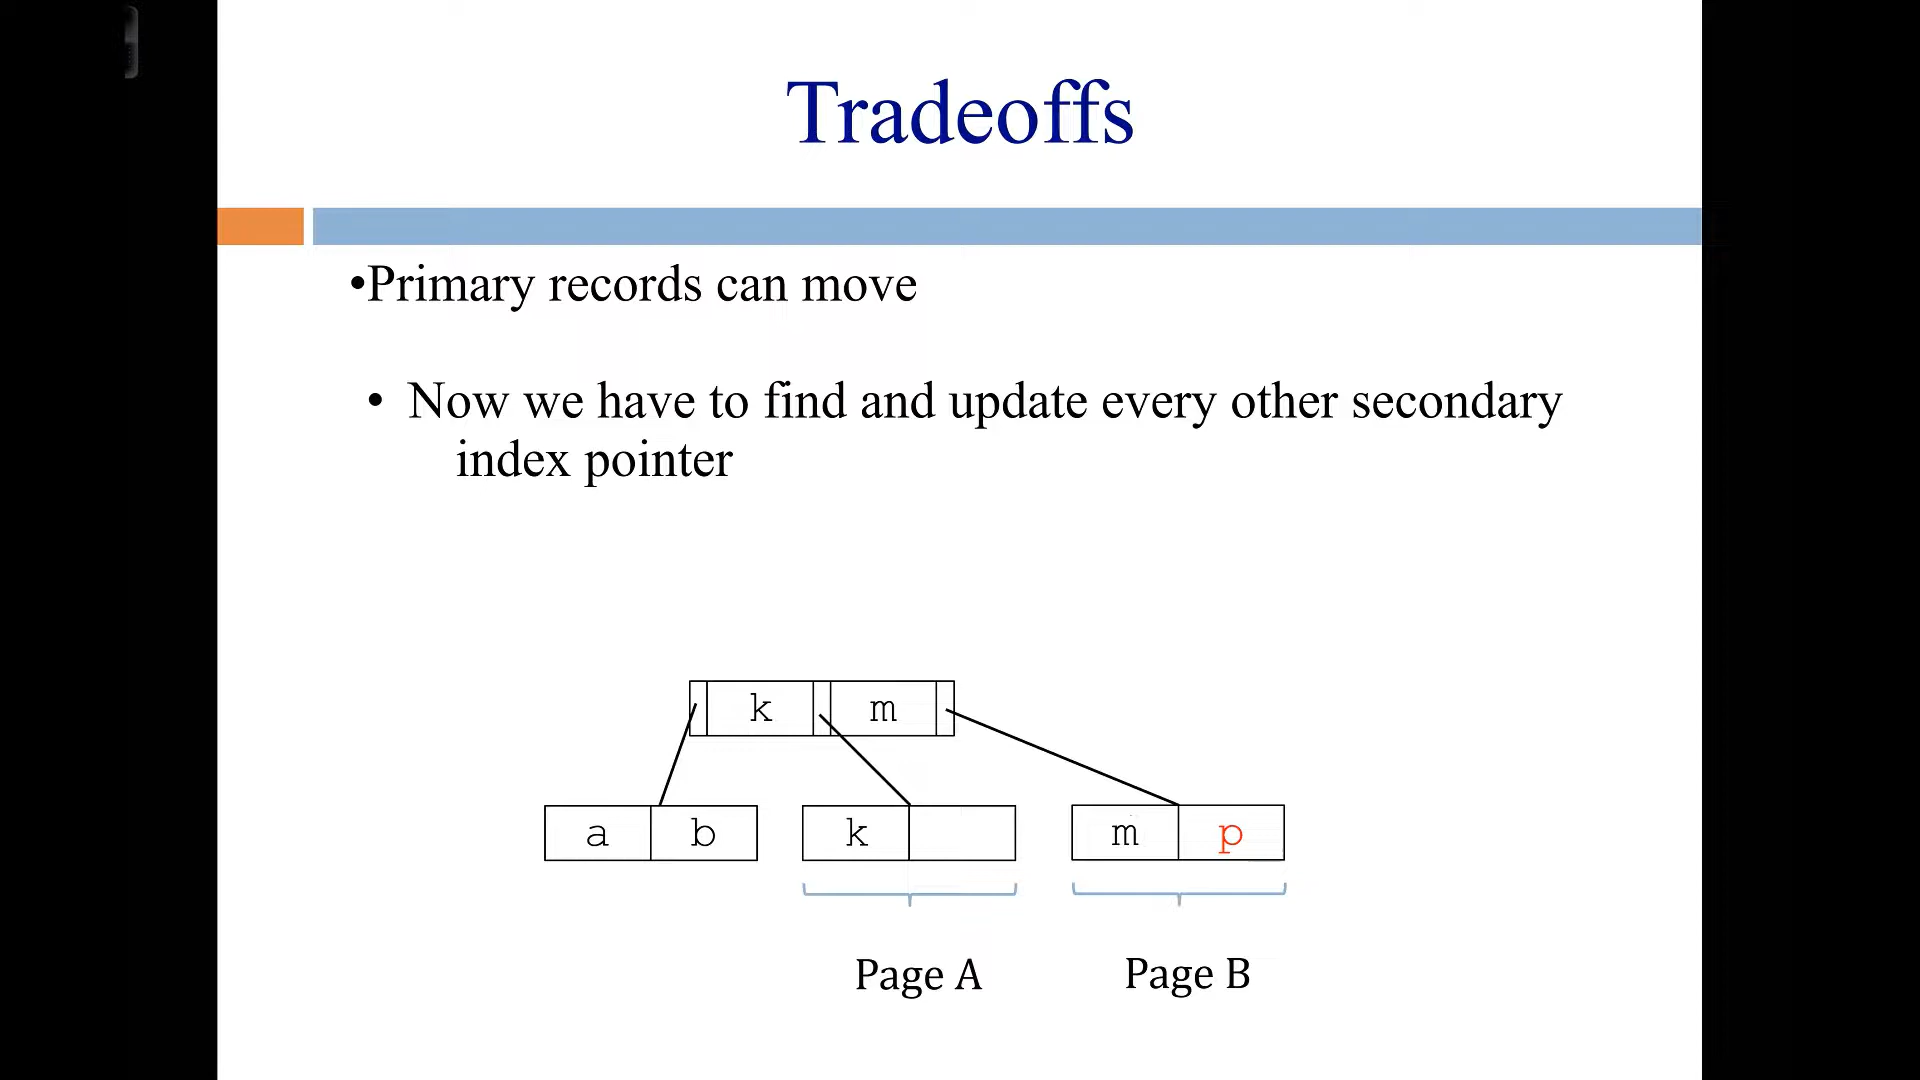 Tradeoffs
•Primary records can move
• Now we have to find and update every other secondary
index pointer
k m
a b k m p
Page A Page B